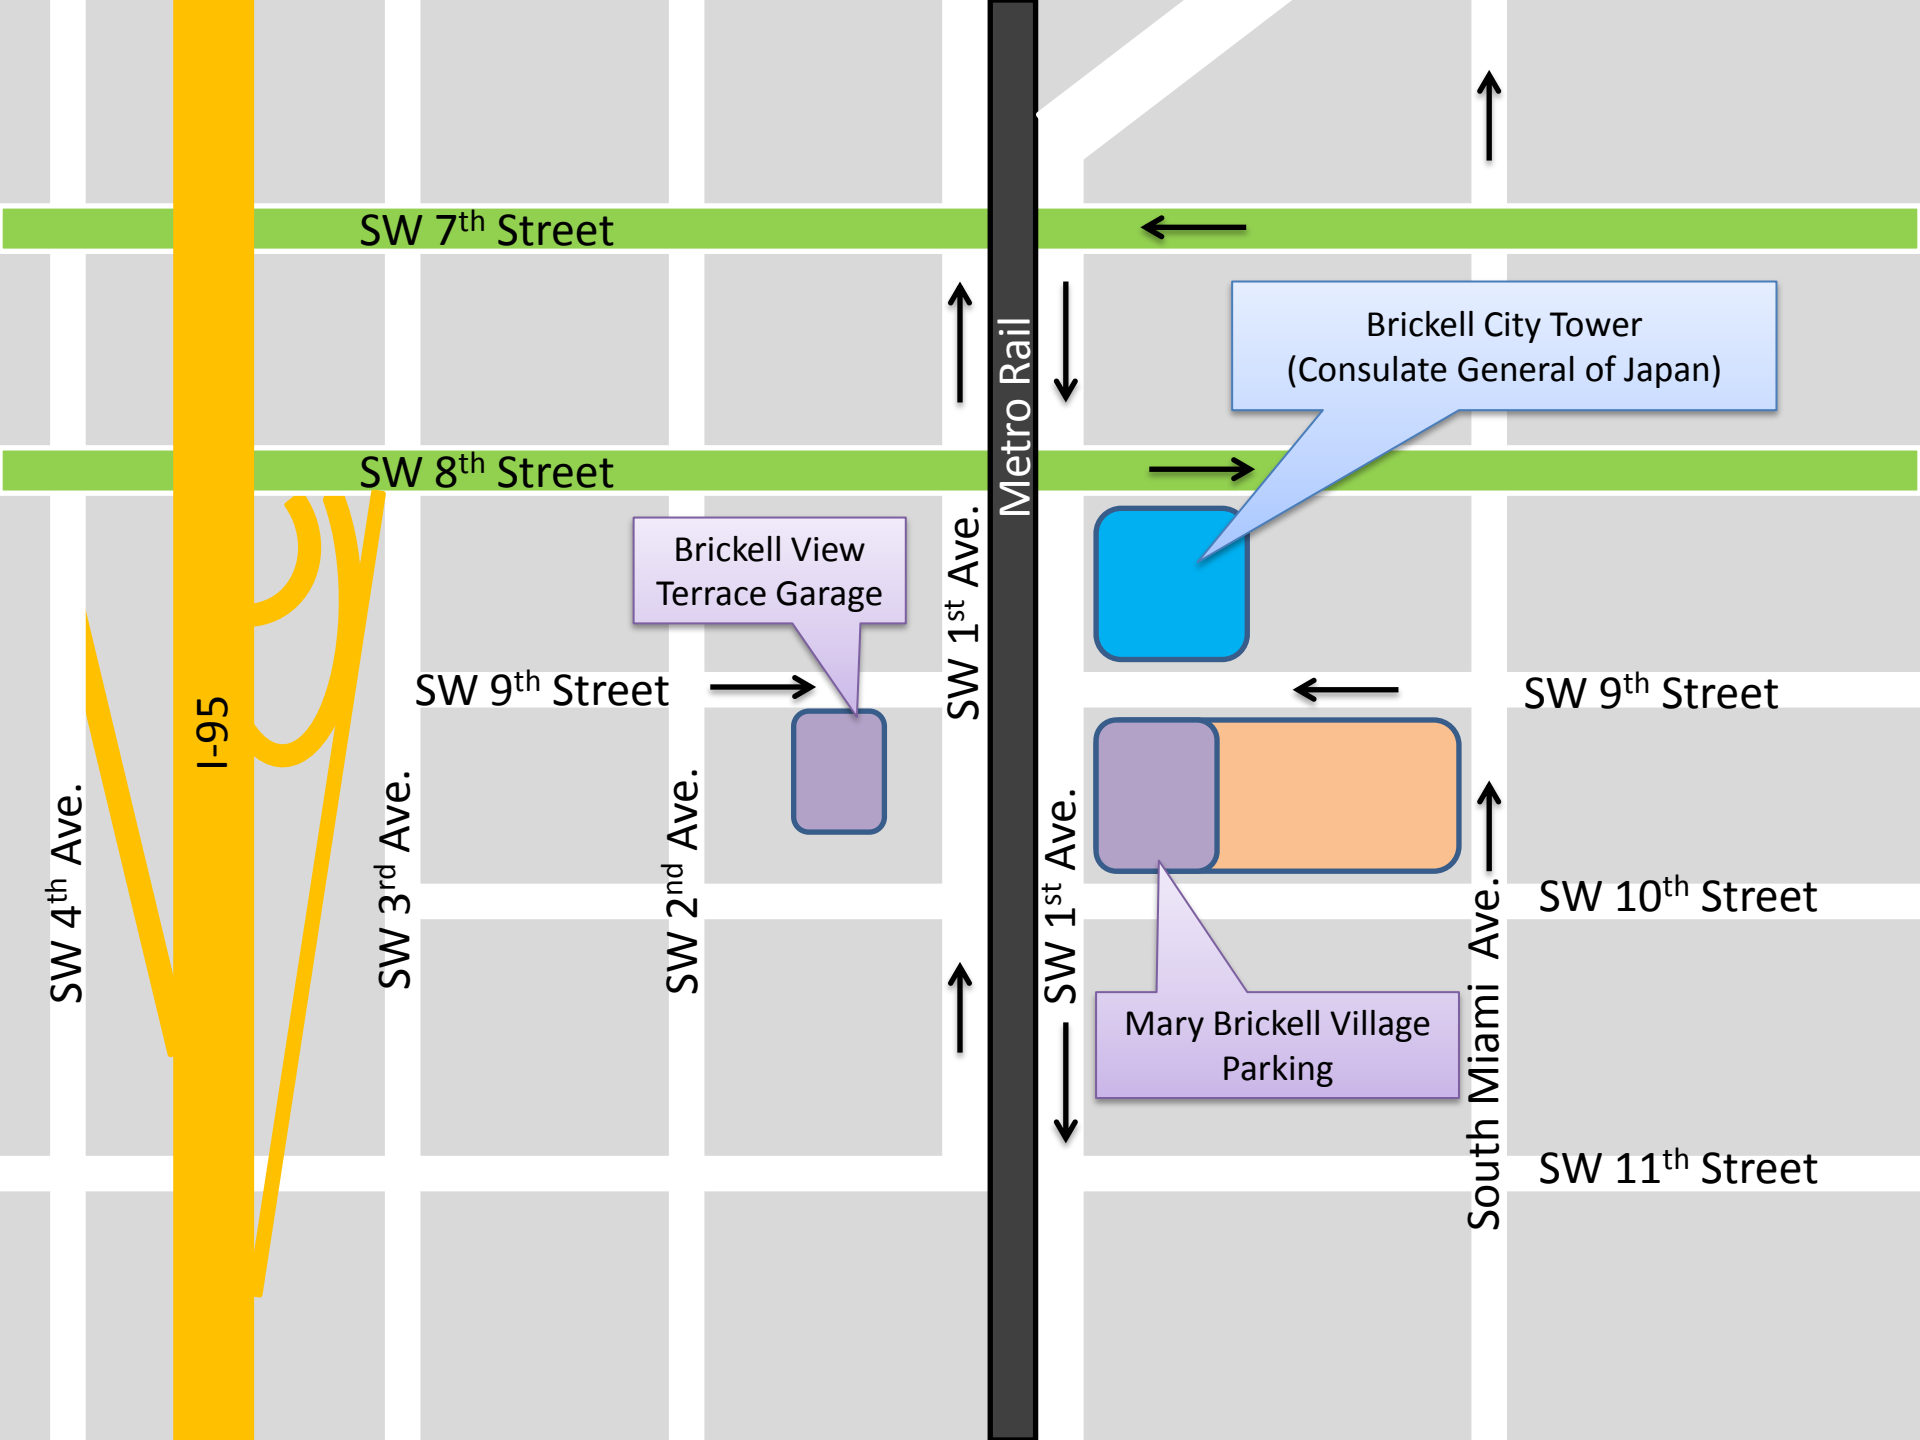 SW 7th Street
Brickell City Tower
(Consulate General of Japan)
Metro Rail
SW 8th Street
Brickell View
Terrace Garage
SW 1st Ave.
SW 9th Street
SW 9th Street
I-95
SW 4th Ave.
SW 3rd Ave.
SW 2nd Ave.
SW 1st Ave.
SW 10th Street
South Miami Ave.
Mary Brickell Village
Parking
SW 11th Street